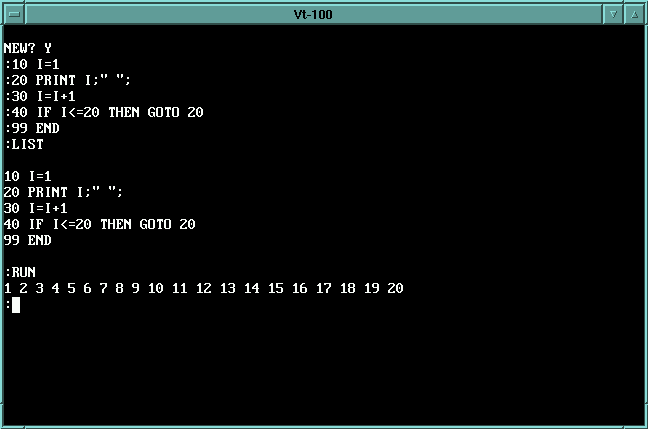 Vt-100
NEW? Y
:10 I=1
:20 PRINT I;" ";
:30 I=I+1
:40 IF I<=20 THEN GOTO 20
:99 END
:LIST
10 I=1
20 PRINT I;" ";
30 I=I+1
40 IF I<=20 THEN GOTO 20
99 END
:RUN
1 2 3 4 5 6 7 8 9 10 11 12 13 14 15 16 17 18 19 20
: